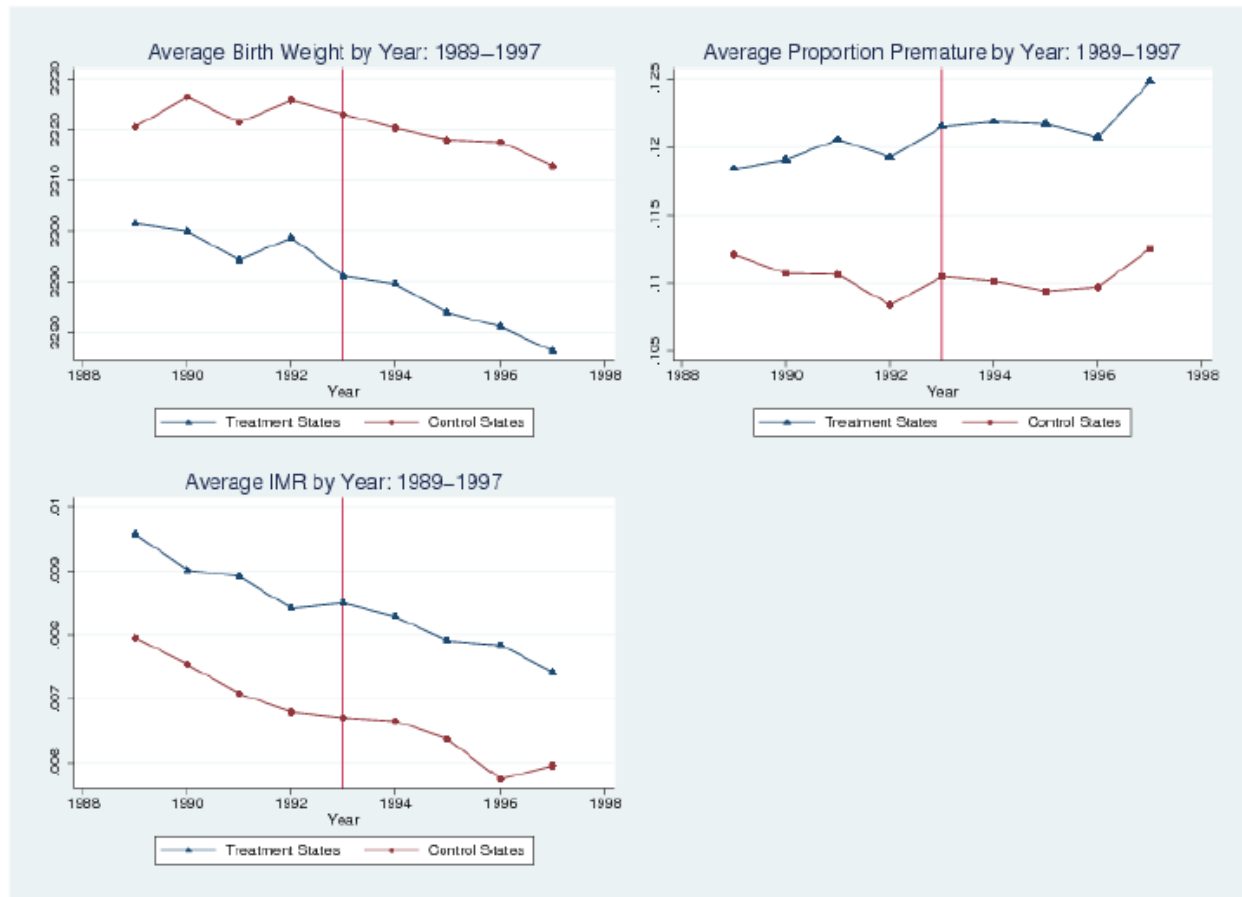 Average Birth Weight by Year: 1989–1997
1988 1990 1992 1994 1996 1998
Year
Treatment States Control States
Average Proportion Premature by Year: 1989–1997
.125
.12
.115
.11
.105
1988 1990 1992 1994 1996 1998
Year
Treatment States Control States
Average IMR by Year: 1989–1997
.01
.009
.007
.006
1988 1990 1992 1994 1996 1998
Year
Treatment States Control States